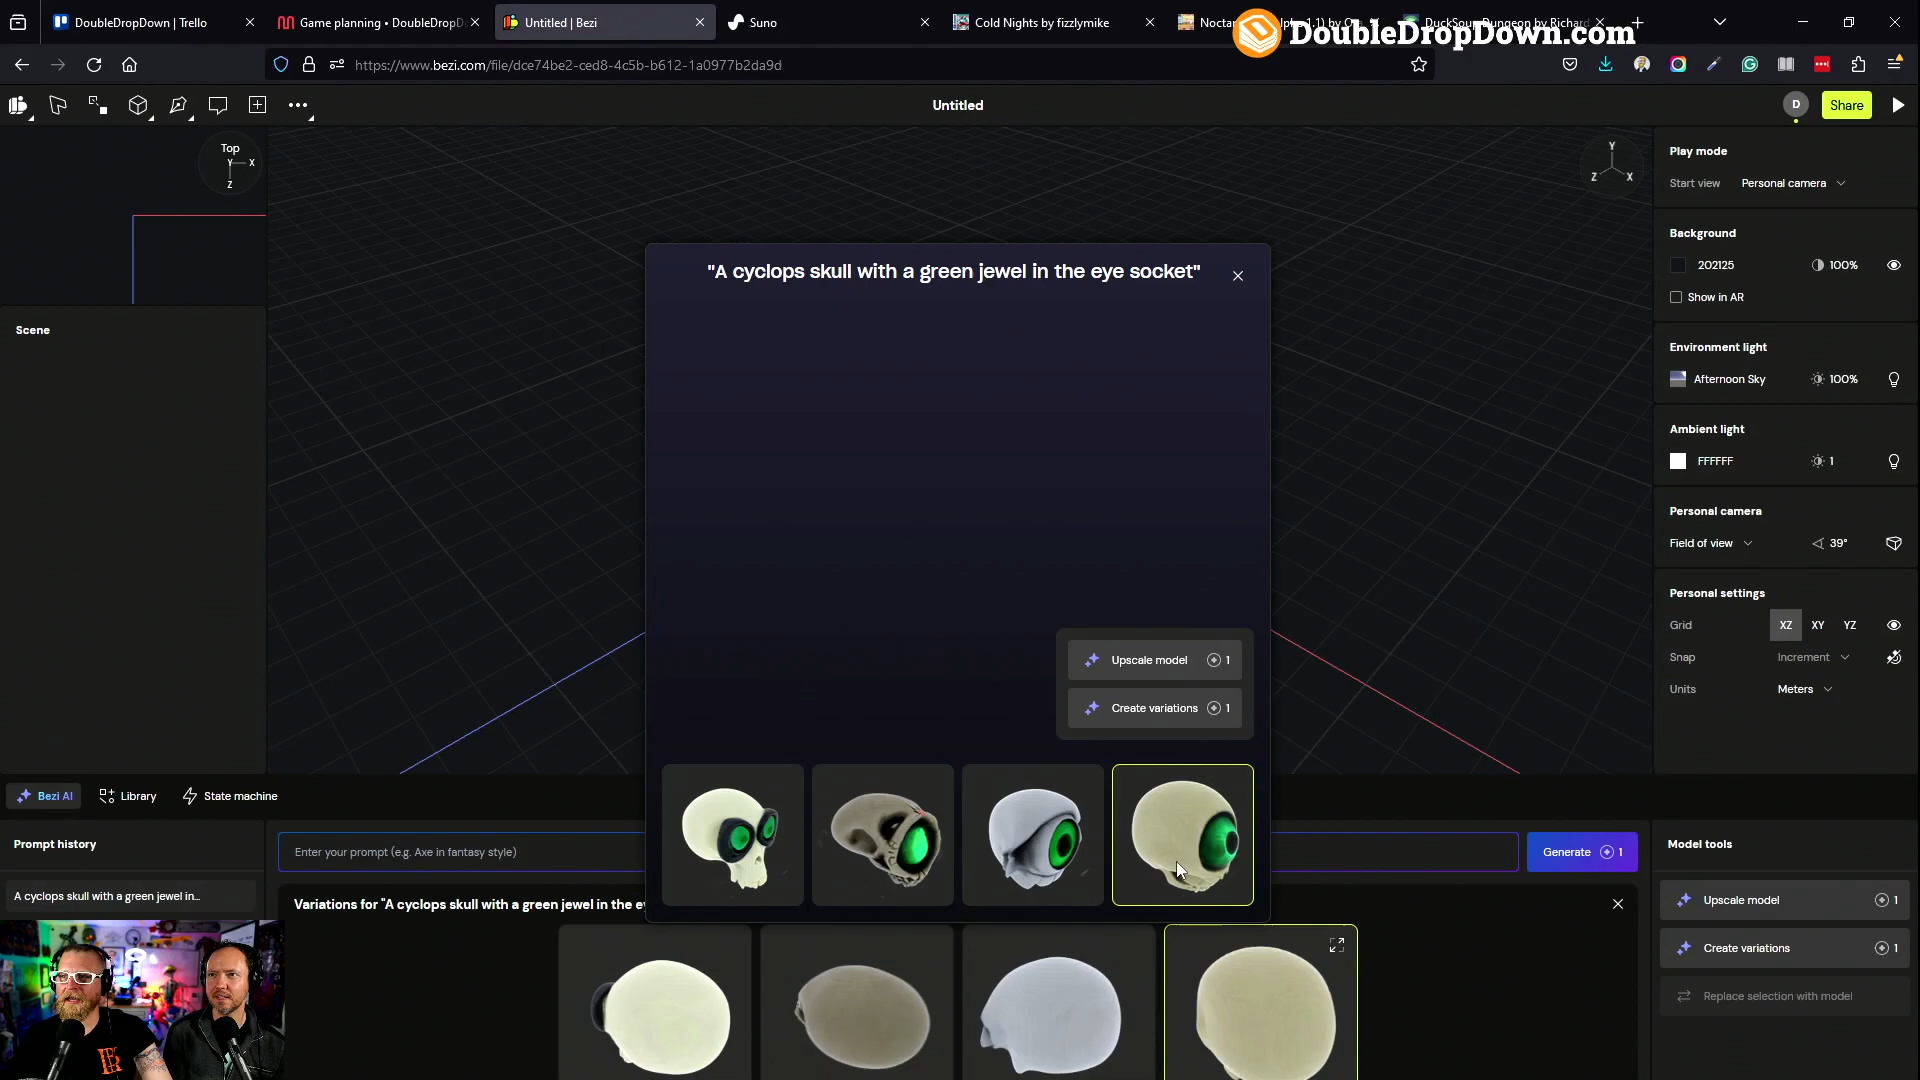 DoubleDropDown | Trello
Game planning • DoubleDropD
Untitled | Bezi
Suno
Cold Nights by fizzlymike
DuckSoup Dungeon by Richard
DoubleDropDown.com
https://www.bezi.com/file/dce74be2-ced8-4c5b-b612-1a0977b2da9d
Untitled
D
Share
Top
Y
X
Z
Y
Z
X
Play mode
Start view
Personal camera
Background
202125
100%
Show in AR
Environment light
Afternoon Sky
100%
Ambient light
FFFFFF
1
Personal camera
Field of view
39°
Personal settings
Grid
XZ
XY
YZ
Snap
Increment
Units
Meters
Scene
"A cyclops skull with a green jewel in the eye socket"
Upscale model
1
Create variations
1
Bezi AI
Library
State machine
Prompt history
A cyclops skull with a green jewel in...
Enter your prompt (e.g. Axe in fantasy style)
Generate
1
Variations for "A cyclops skull with a green jewel in the ey
Model tools
Upscale model
1
Create variations
1
Replace selection with model